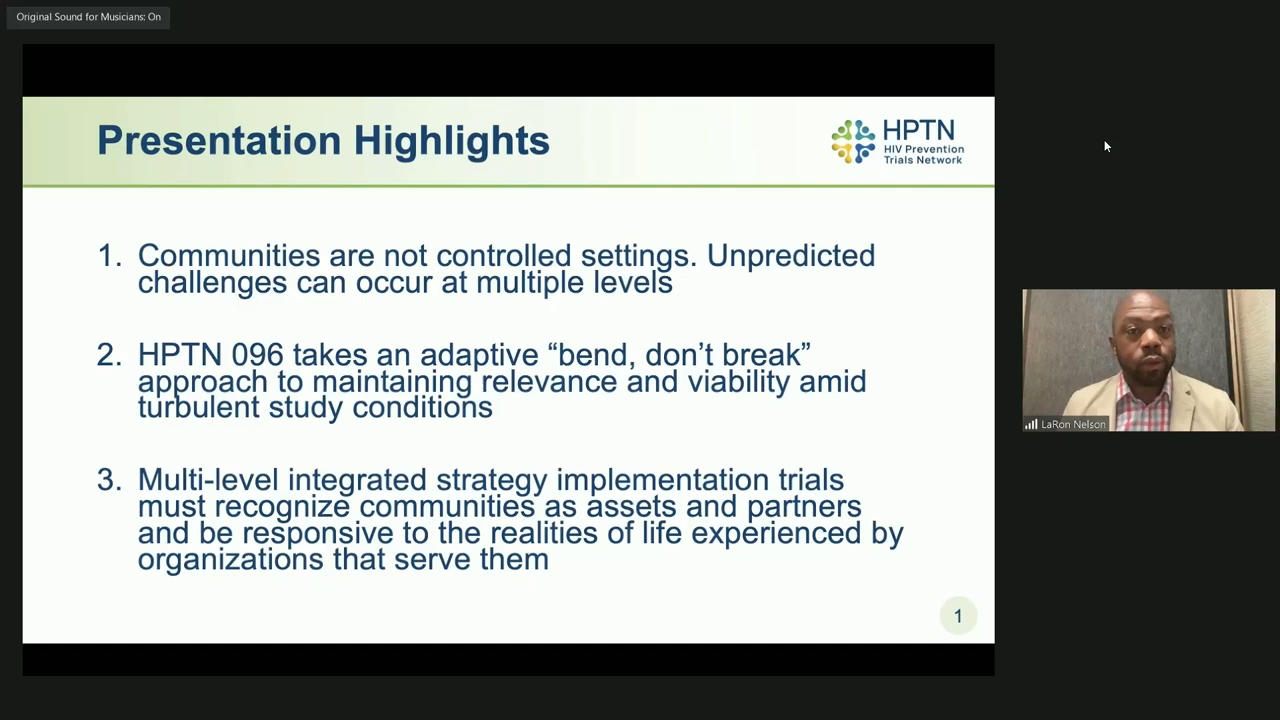 Original Sound for Musicians: On
Presentation Highlights
HPTN
HIV Prevention
Trials Network
1. Communities are not controlled settings. Unpredicted
challenges can occur at multiple levels
2. HPTN 096 takes an adaptive “bend, don’t break”
approach to maintaining relevance and viability amid
turbulent study conditions
3. Multi-level integrated strategy implementation trials
must recognize communities as assets and partners
and be responsive to the realities of life experienced by
organizations that serve them
1
LaRon Nelson